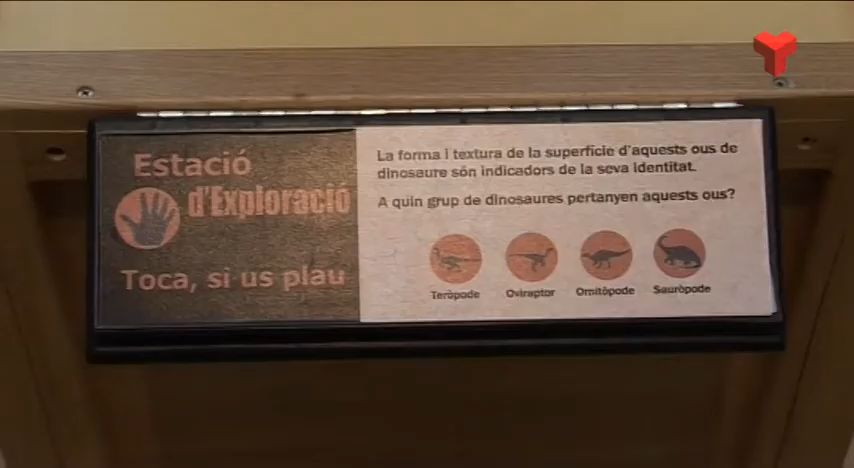 Estació
d'Exploració
Toca, si us plau
La forma i textura de la superfície d'aquests ous de
dinosaure són indicadors de la seva identitat.
A quin grup de dinosaures pertanyen aquests ous?
Teròpode
Oviraptor
Ornitòpode
Sauròpode